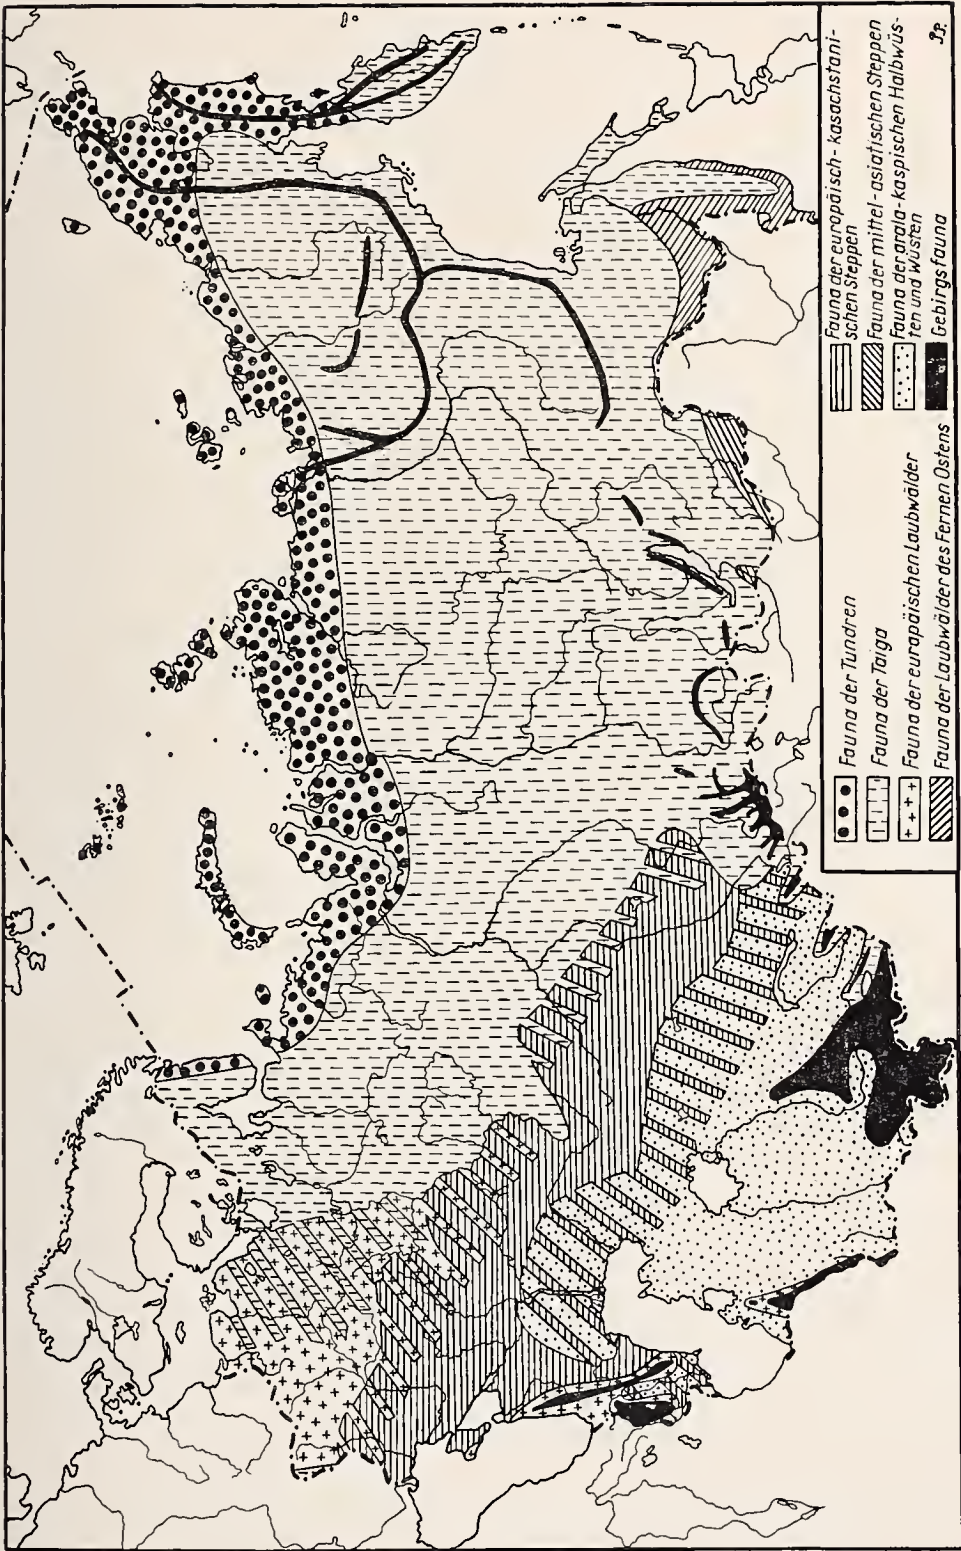 Fauna der Tundren
Fauna der Taiga
Fauna der europäischen Laubwälder
Fauna der Laubwälder des Fernen Ostens
Fauna der europäisch-kasachstani-
schen Steppen
Fauna der mittel-asiatischen Steppen
Fauna der arala-kaspischen Halbwüs-
ten und Wüsten
Gebirgsfauna